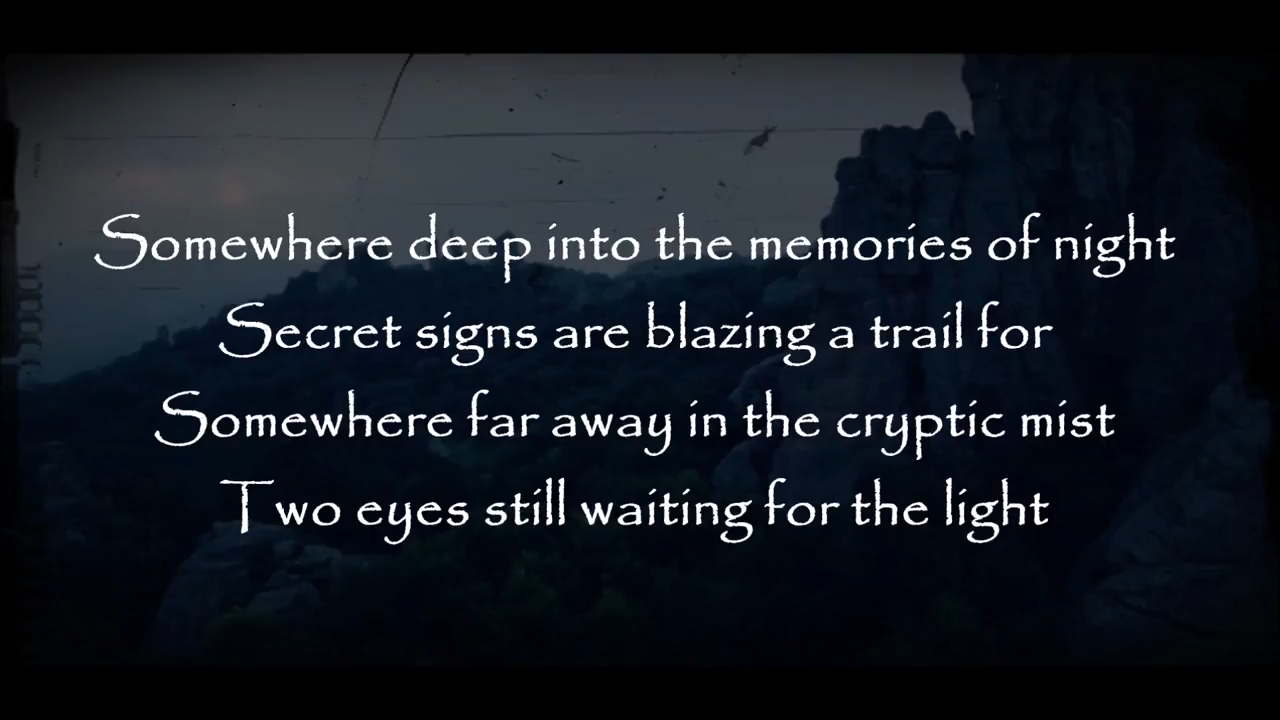 Somewhere deep into the memories of night
Secret signs are blazing a trail for
Somewhere far away in the cryptic mist
Two eyes still waiting for the light